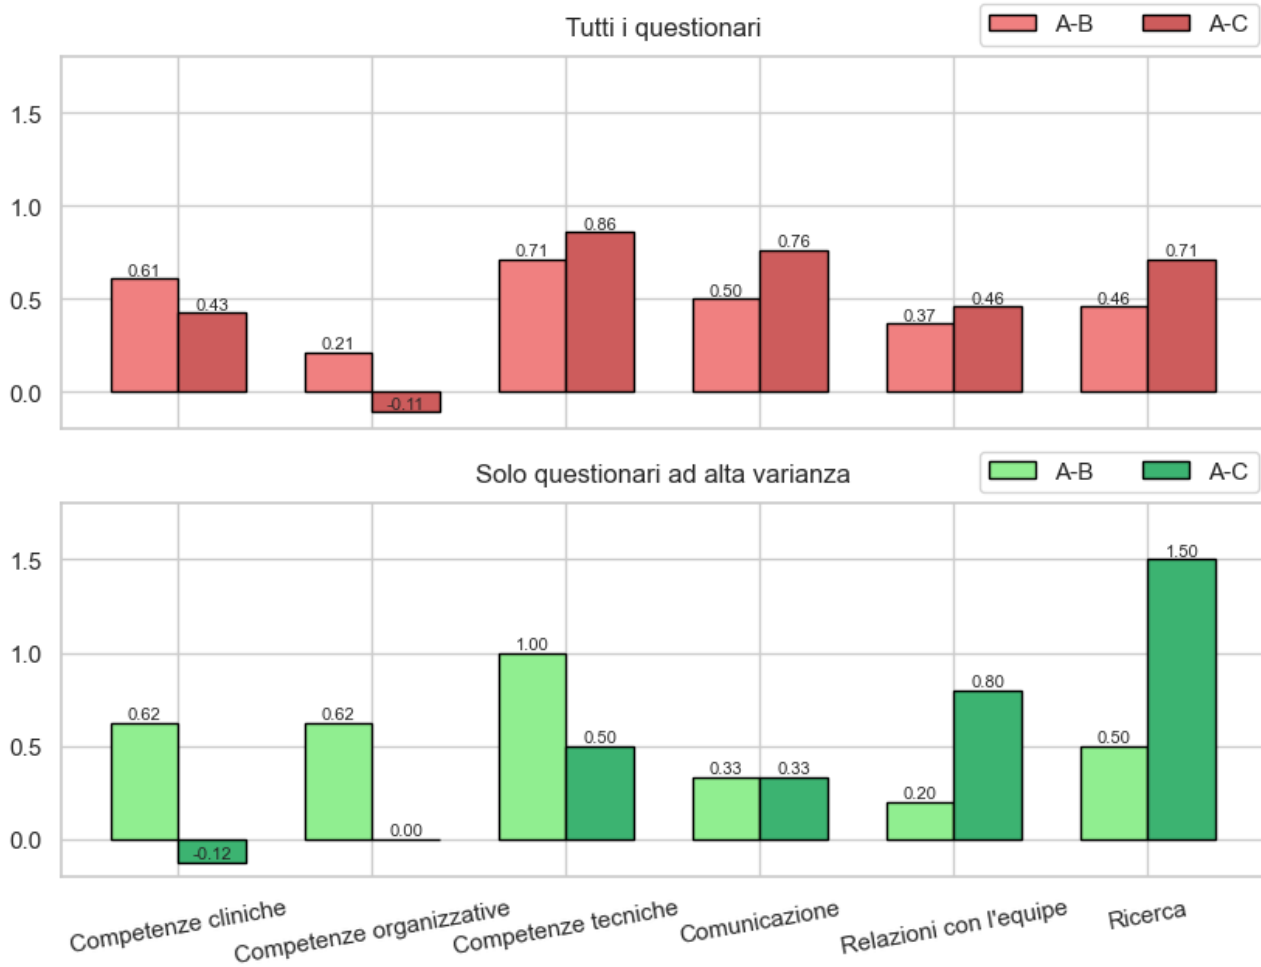 Tutti i questionari
A-B A-C
1.5
1.0
0.5
0.0
0.61 0.43 0.21 -0.11 0.71 0.86 0.50 0.76 0.37 0.46 0.46 0.71
Solo questionari ad alta varianza
A-B A-C
1.5
1.0
0.5
0.0
0.62 -0.12 0.62 0.00 1.00 0.50 0.33 0.33 0.20 0.80 0.50 1.50
Competenze cliniche
Competenze organizzative
Competenze tecniche
Comunicazione
Relazioni con l'equipe
Ricerca